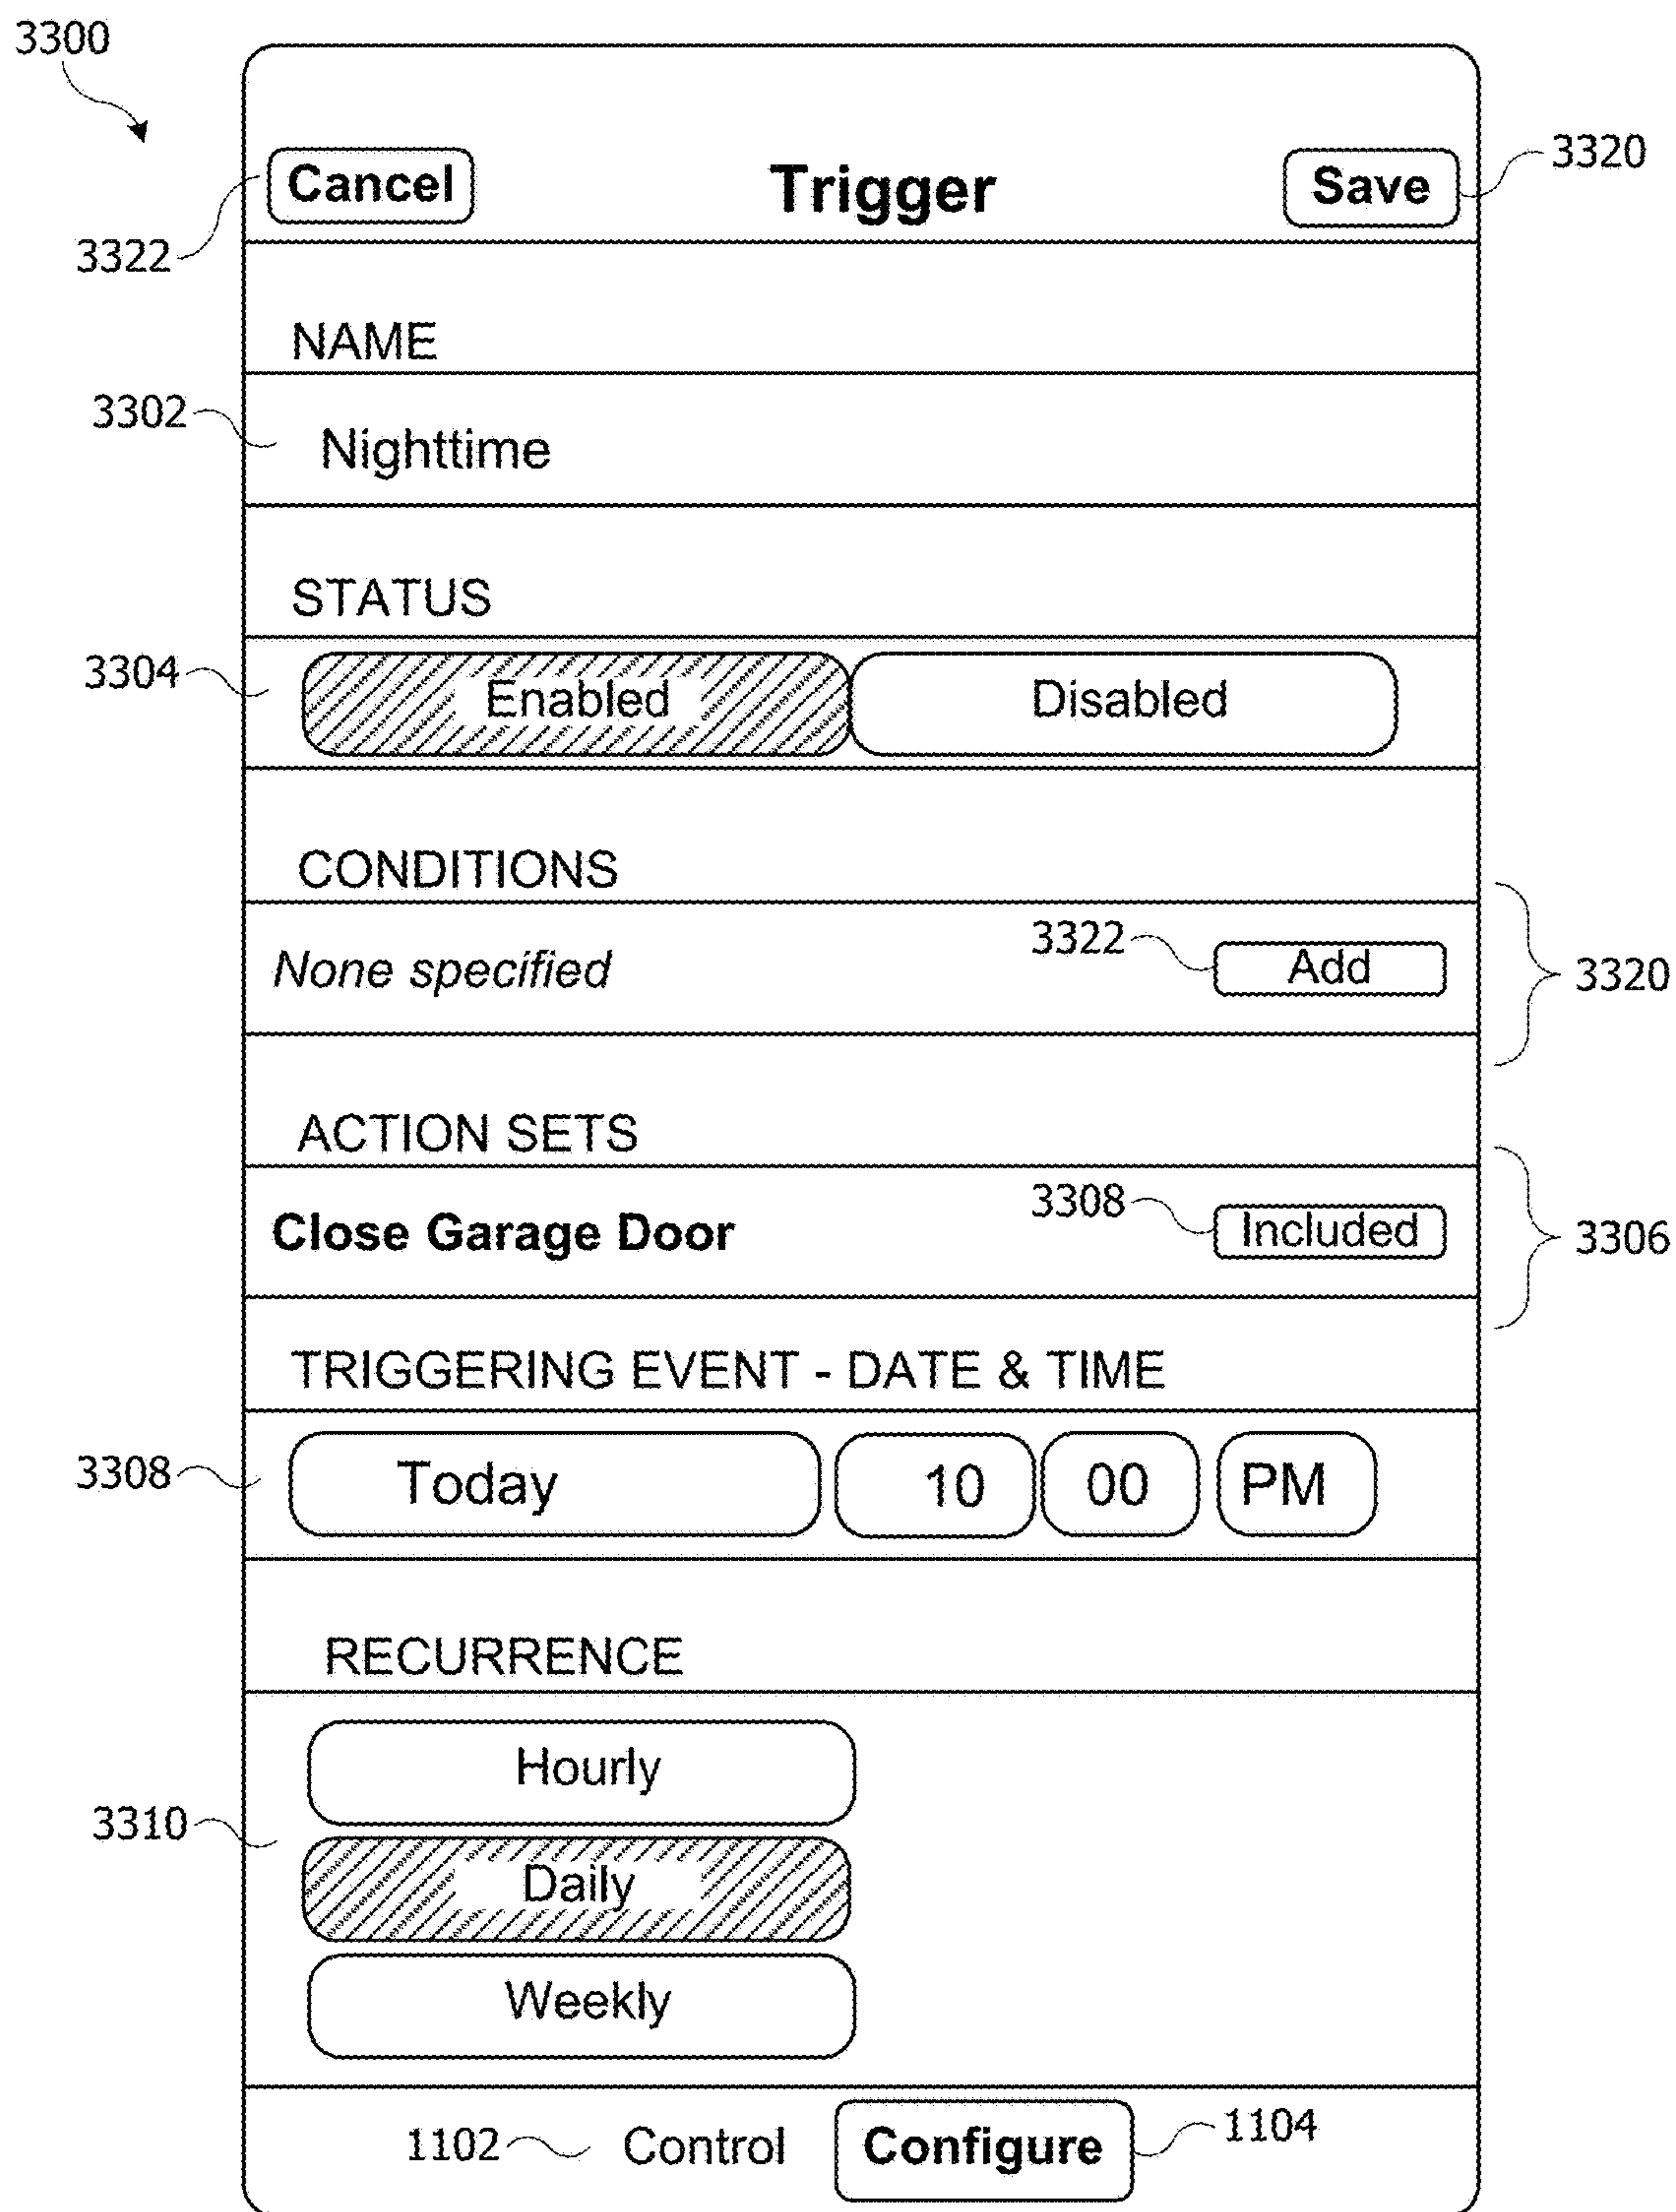 3300
Cancel Trigger Save 3320
3322
NAME
3302 Nighttime
STATUS
3304 Enabled Disabled
CONDITIONS
None specified 3322 Add 3320
ACTION SETS
Close Garage Door 3308 Included 3306
TRIGGERING EVENT - DATE & TIME
3308 Today 10 00 PM
RECURRENCE
Hourly
3310
Daily
Weekly
1102 Control Configure 1104